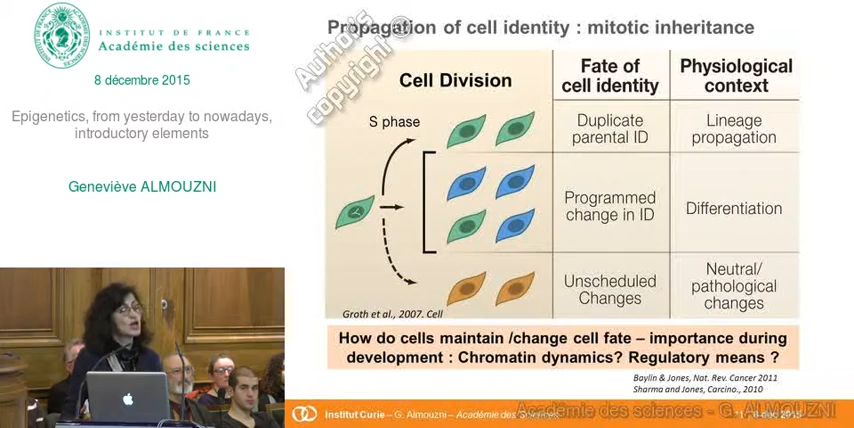 INSTITUT DE FRANCE
Académie des sciences
8 décembre 2015
Epigenetics, from yesterday to nowadays,
introductory elements
Geneviève ALMOUZNI
Propagation of cell identity : mitotic inheritance
Author's
copyright ©
Cell Division
Fate of
cell identity
Physiological
context
S phase
Duplicate
parental ID
Lineage
propagation
Programmed
change in ID
Differentiation
Unscheduled
Changes
Neutral/
pathological
changes
Groth et al., 2007. Cell
How do cells maintain /change cell fate – importance during
development : Chromatin dynamics? Regulatory means ?
Baylin & Jones, Nat. Rev. Cancer 2011
Sharma and Jones, Carcino., 2010
Institut Curie – G. Almouzni – Académie des Sciences
Académie des sciences - G. ALMOUZNI